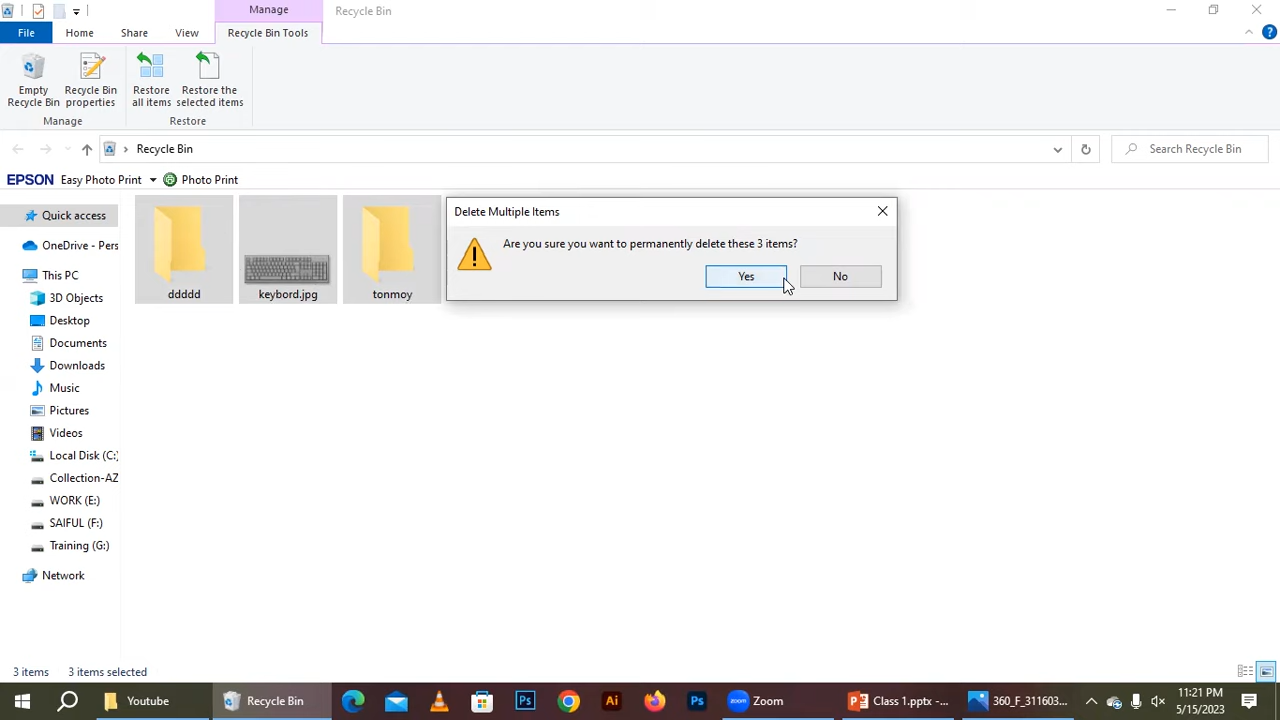 Manage
Recycle Bin
File
Home
Share
View
Recycle Bin Tools
Empty
Recycle Bin
Recycle Bin
properties
Restore
all items
Restore the
selected items
Manage
Restore
Recycle Bin
Search Recycle Bin
EPSON Easy Photo Print
Photo Print
Quick access
OneDrive - Pers
This PC
3D Objects
Desktop
Documents
Downloads
Music
Pictures
Videos
Local Disk (C:)
Collection-AZ
WORK (E:)
SAIFUL (F:)
Training (G:)
Network
ddddd
keybord.jpg
tonmoy
Delete Multiple Items
Are you sure you want to permanently delete these 3 items?
Yes
No
3 items
3 items selected
Youtube
Recycle Bin
Ps
Ai
Ps
Zoom
Class 1.pptx -...
360_F_311603...
11:21 PM
5/15/2023